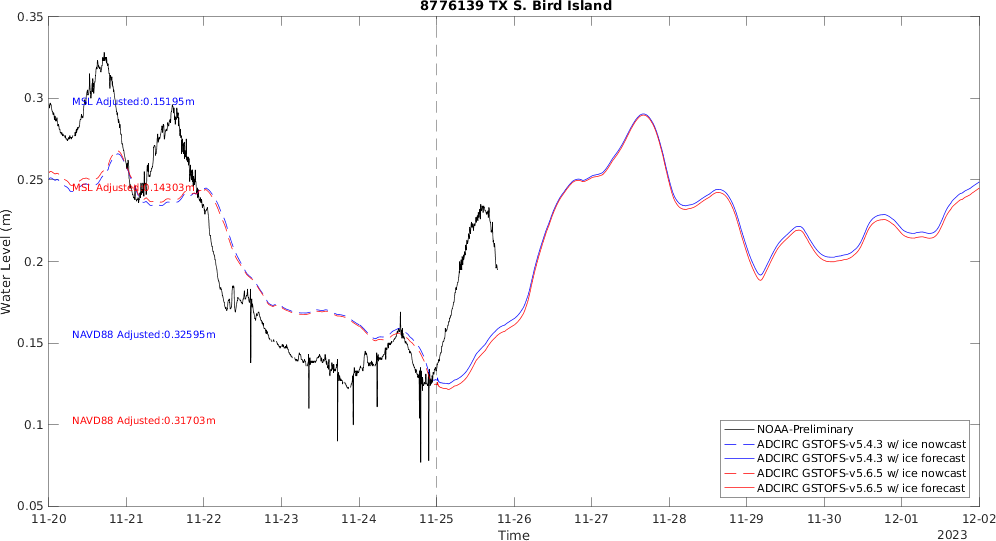 8776139 TX S. Bird Island
0.35
0.3
0.25
0.2
0.15
0.1
0.05
Water Level (m)
MSL Adjusted:0.15195m
MSL Adjusted:0.14303m
NAVD88 Adjusted:0.32595m
NAVD88 Adjusted:0.31703m
NOAA-Preliminary
ADCIRC GSTOFS-v5.4.3 w/ ice nowcast
ADCIRC GSTOFS-v5.4.3 w/ ice forecast
ADCIRC GSTOFS-v5.6.5 w/ ice nowcast
ADCIRC GSTOFS-v5.6.5 w/ ice forecast
11-20 11-21 11-22 11-23 11-24 11-25 11-26 11-27 11-28 11-29 11-30 12-01 12-02
Time
2023